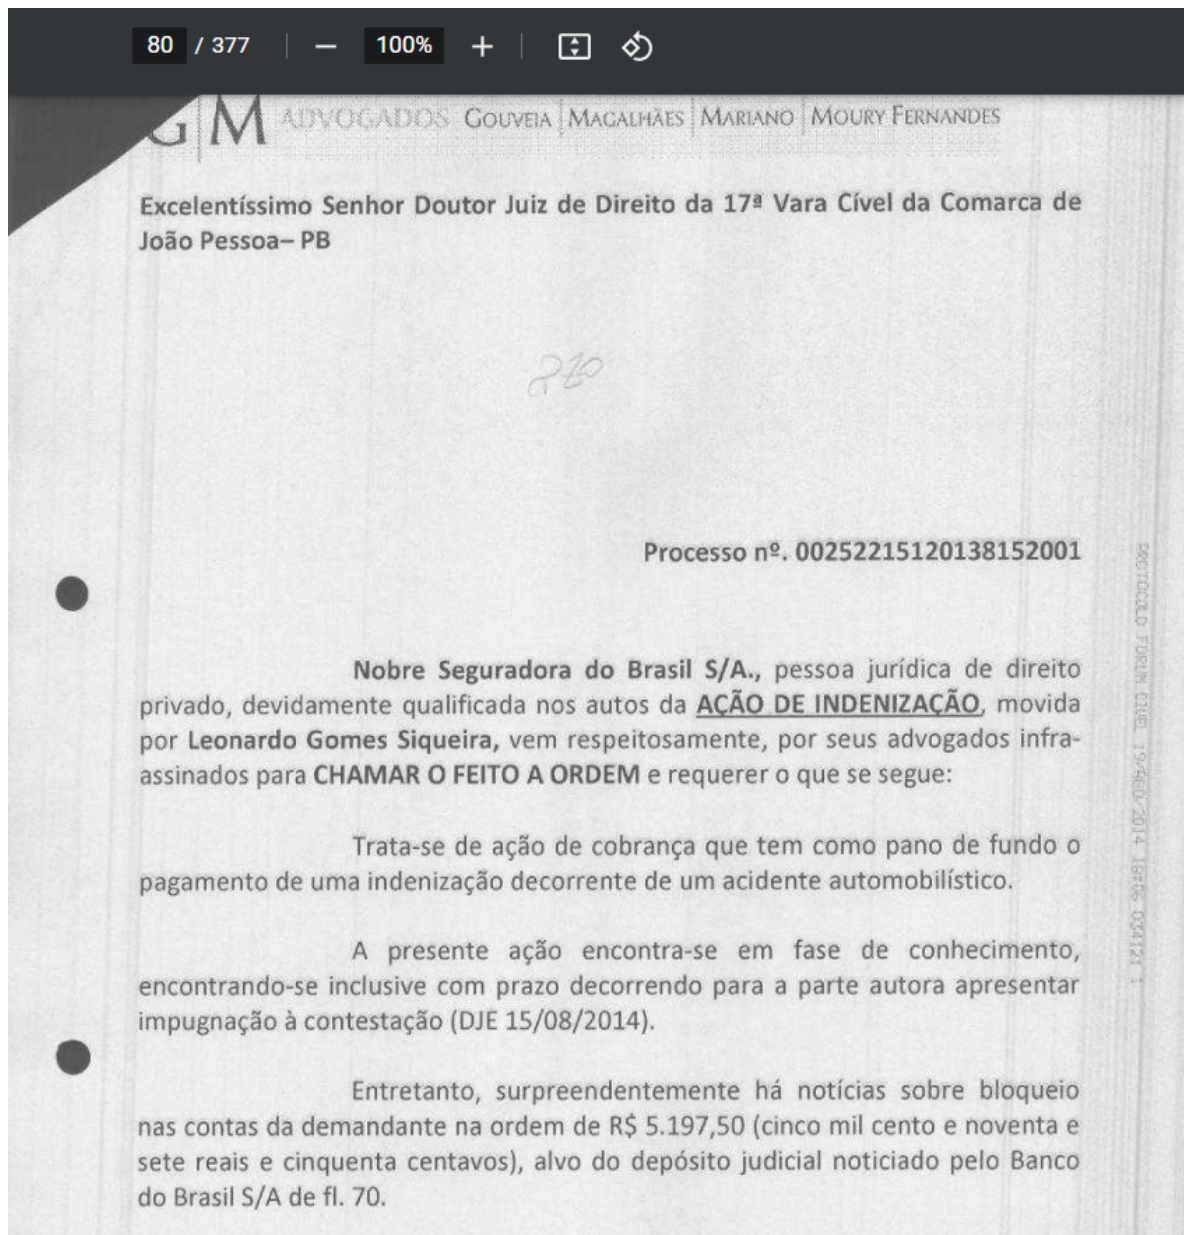 80 / 377 — 100% +
G M ADVOGADOS GOUVEIA MAGALHÃES MARIANO MOURY FERNANDES
Excelentíssimo Senhor Doutor Juiz de Direito da 17ª Vara Cível da Comarca de
João Pessoa– PB
Processo nº. 00252215120138152001
Nobre Seguradora do Brasil S/A., pessoa jurídica de direito
privado, devidamente qualificada nos autos da AÇÃO DE INDENIZAÇÃO, movida
por Leonardo Gomes Siqueira, vem respeitosamente, por seus advogados infra-
assinados para CHAMAR O FEITO A ORDEM e requerer o que se segue:
Trata-se de ação de cobrança que tem como pano de fundo o
pagamento de uma indenização decorrente de um acidente automobilístico.
A presente ação encontra-se em fase de conhecimento,
encontrando-se inclusive com prazo decorrendo para a parte autora apresentar
impugnação à contestação (DJE 15/08/2014).
Entretanto, surpreendentemente há notícias sobre bloqueio
nas contas da demandante na ordem de R$ 5.197,50 (cinco mil cento e noventa e
sete reais e cinquenta centavos), alvo do depósito judicial noticiado pelo Banco
do Brasil S/A de fl. 70.
PROTOCOLO FORUM CIVEL 19/AGO/2014